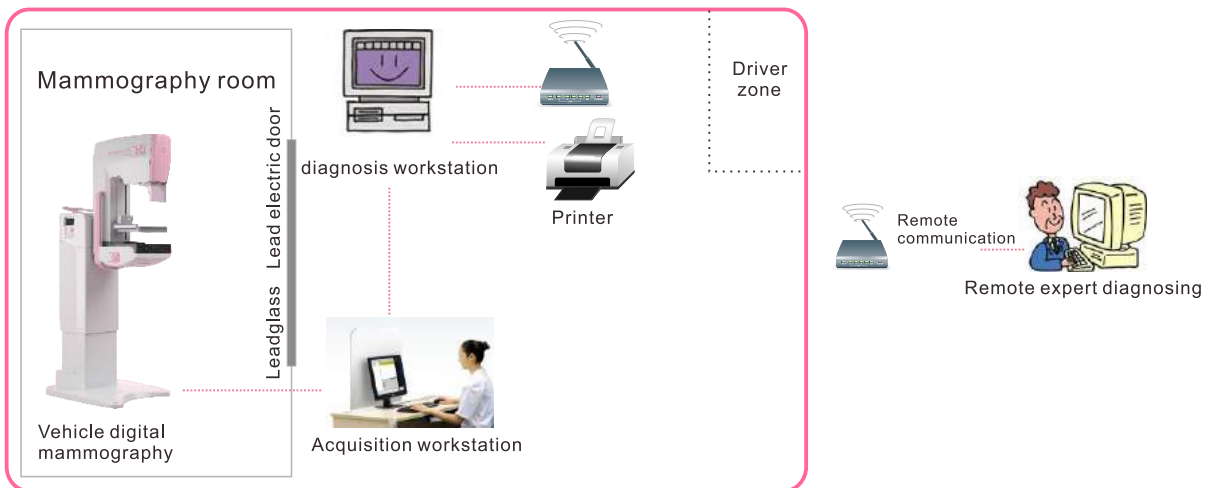 Mammography room
Lead electric door
Leadglass
Vehicle digital
mammography
diagnosis workstation
Printer
Acquisition workstation
Driver
zone
Remote
communication
Remote expert diagnosing